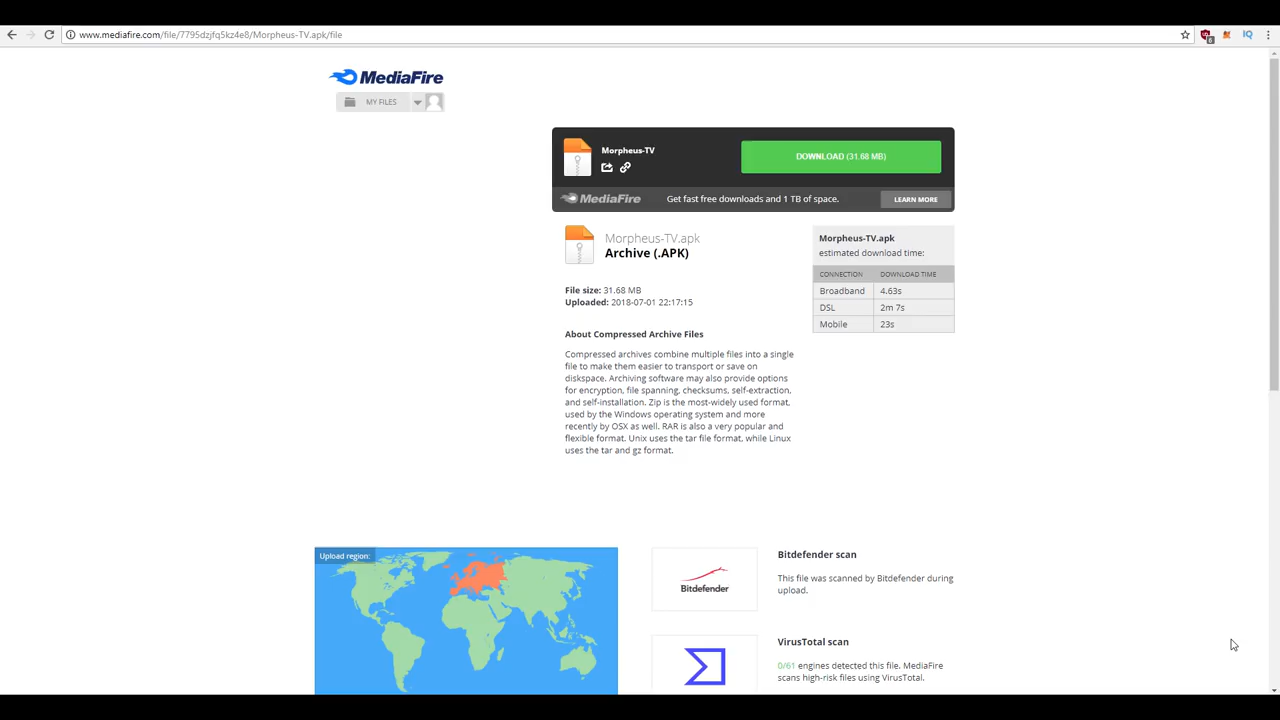 www.mediafire.com/file/7795dzjfq5kz4e8/Morpheus-TV.apk/file
MediaFire
MY FILES
Morpheus-TV
DOWNLOAD (31.68 MB)
MediaFire
Get fast free downloads and 1 TB of space.
LEARN MORE
Morpheus-TV.apk
Archive (.APK)
File size: 31.68 MB
Uploaded: 2018-07-01 22:17:15
About Compressed Archive Files
Compressed archives combine multiple files into a single
file to make them easier to transport or save on
diskspace. Archiving software may also provide options
for encryption, file spanning, checksums, self-extraction,
and self-installation. Zip is the most-widely used format,
used by the Windows operating system and more
recently by OSX as well. RAR is also a very popular and
flexible format. Unix uses the tar file format, while Linux
uses the tar and gz format.
Morpheus-TV.apk
estimated download time:
CONNECTION DOWNLOAD TIME
Broadband 4.63s
DSL 2m 7s
Mobile 23s
Upload region:
Bitdefender
Bitdefender scan
This file was scanned by Bitdefender during
upload.
VirusTotal scan
0/61 engines detected this file. MediaFire
scans high-risk files using VirusTotal.